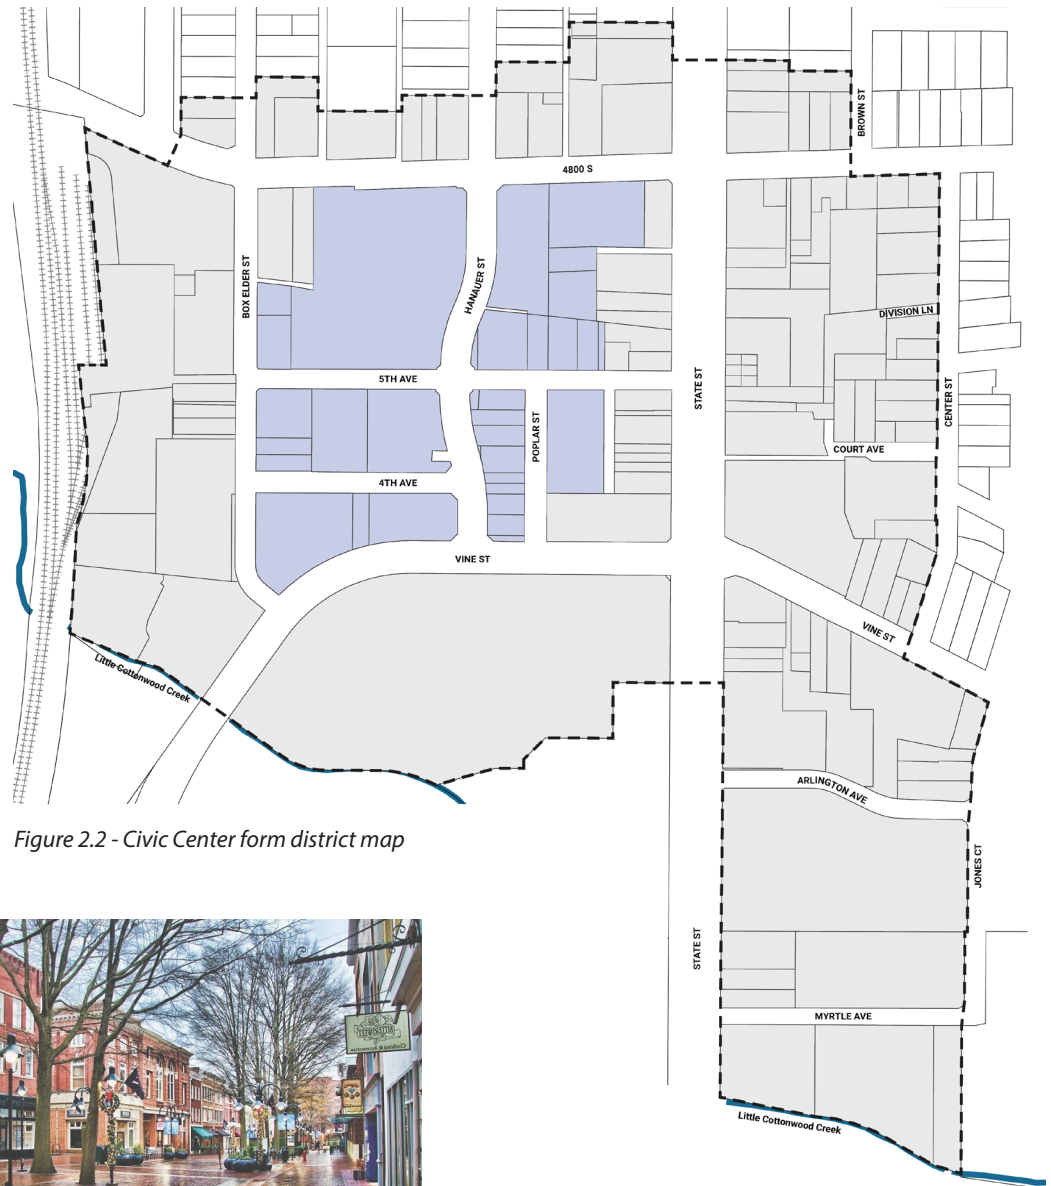 BROWN ST
4800 S
BOX ELDER ST
HANAUER ST
DIVISION LN
5TH AVE
STATE ST
CENTER ST
POPLAR ST
COURT AVE
4TH AVE
VINE ST
VINE ST
Little Cottonwood Creek
ARLINGTON AVE
Figure 2.2 - Civic Center form district map
JONES CT
STATE ST
MYRTLE AVE
Little Cottonwood Creek